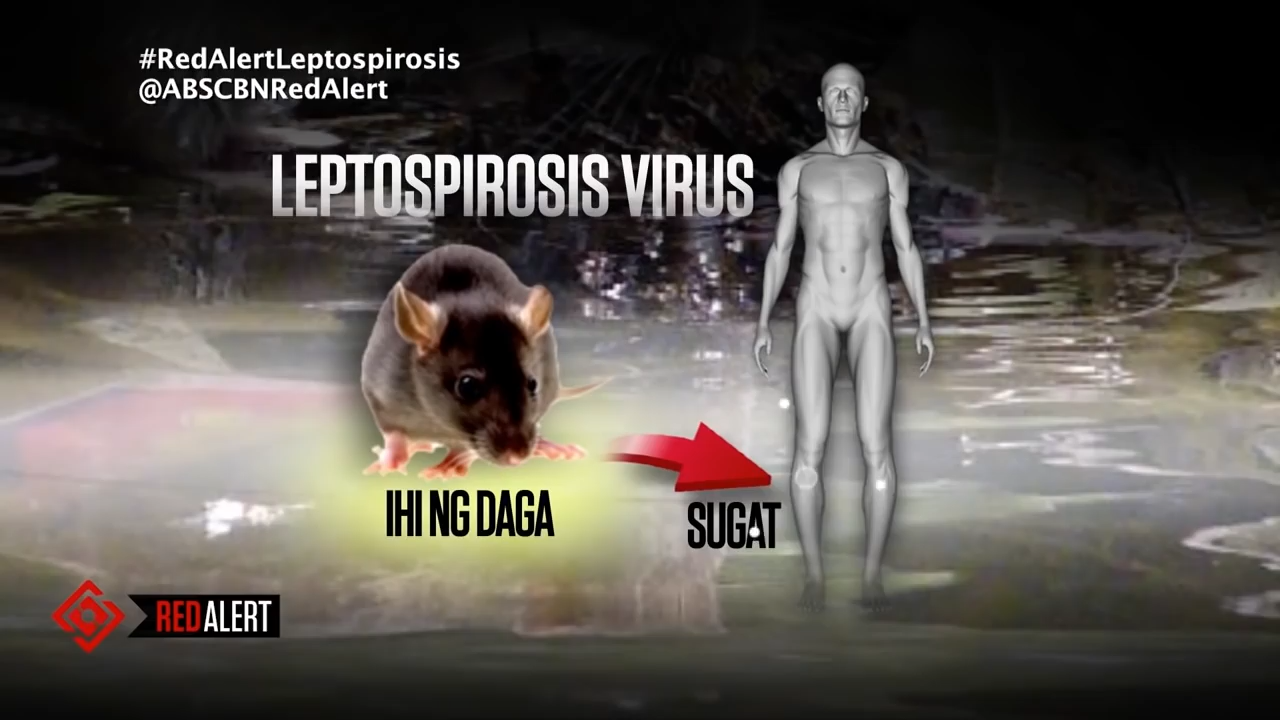 #RedAlertLeptospirosis
@ABSCBNRedAlert
LEPTOSPIROSIS VIRUS
IHI NG DAGA
SUGAT
REDALERT